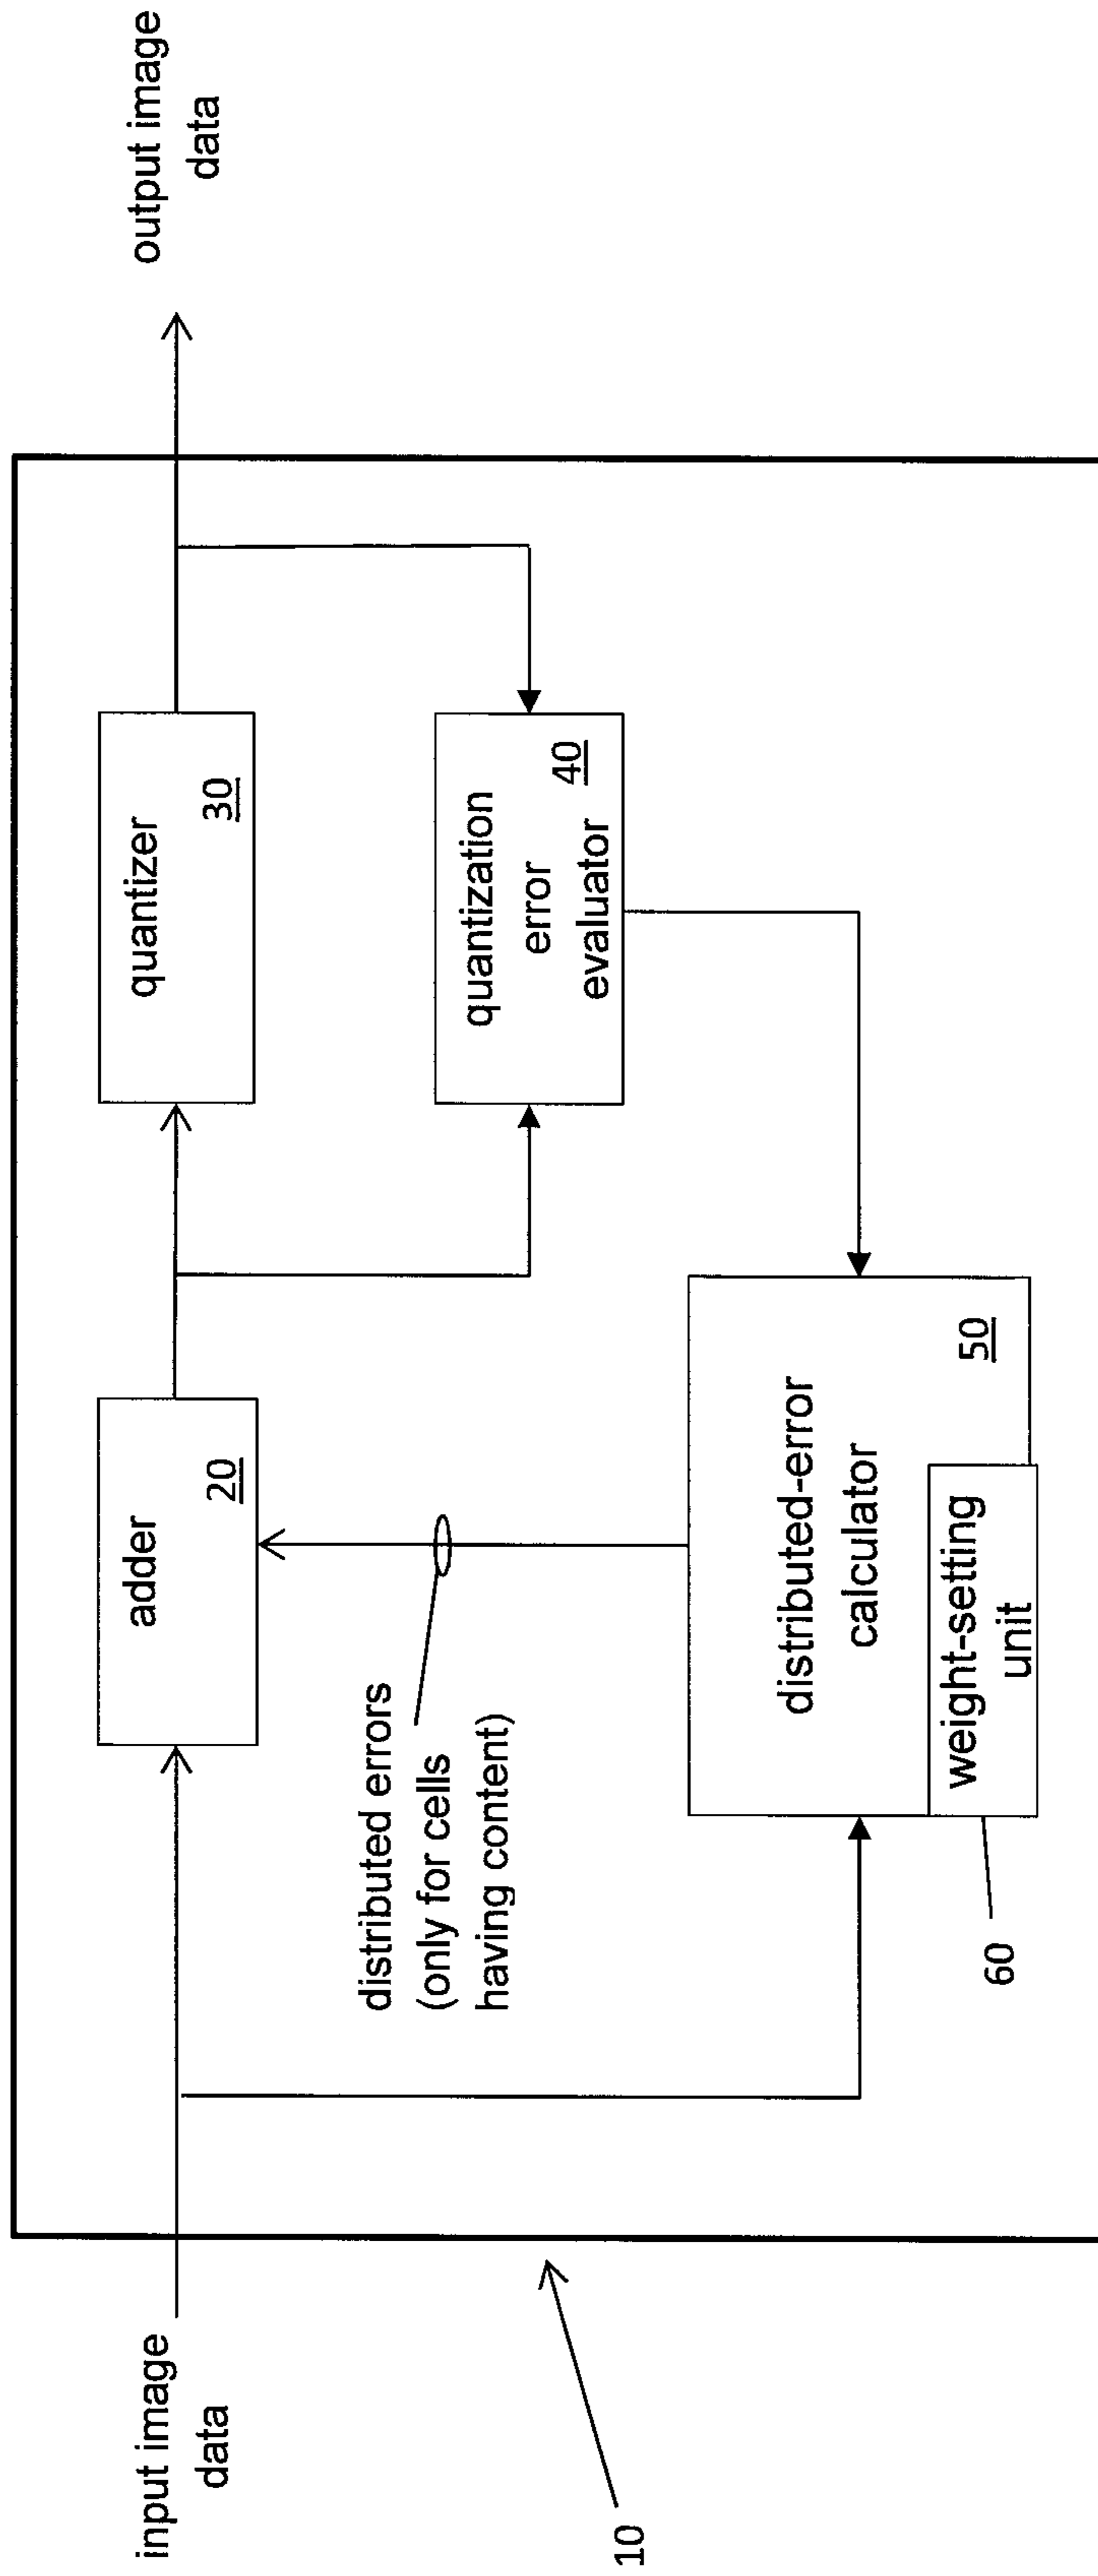 input image
data
output image
data
adder
20
quantizer
30
quantization
error
evaluator
40
distributed errors
(only for cells
having content)
distributed-error
calculator
50
weight-setting
unit
60
10